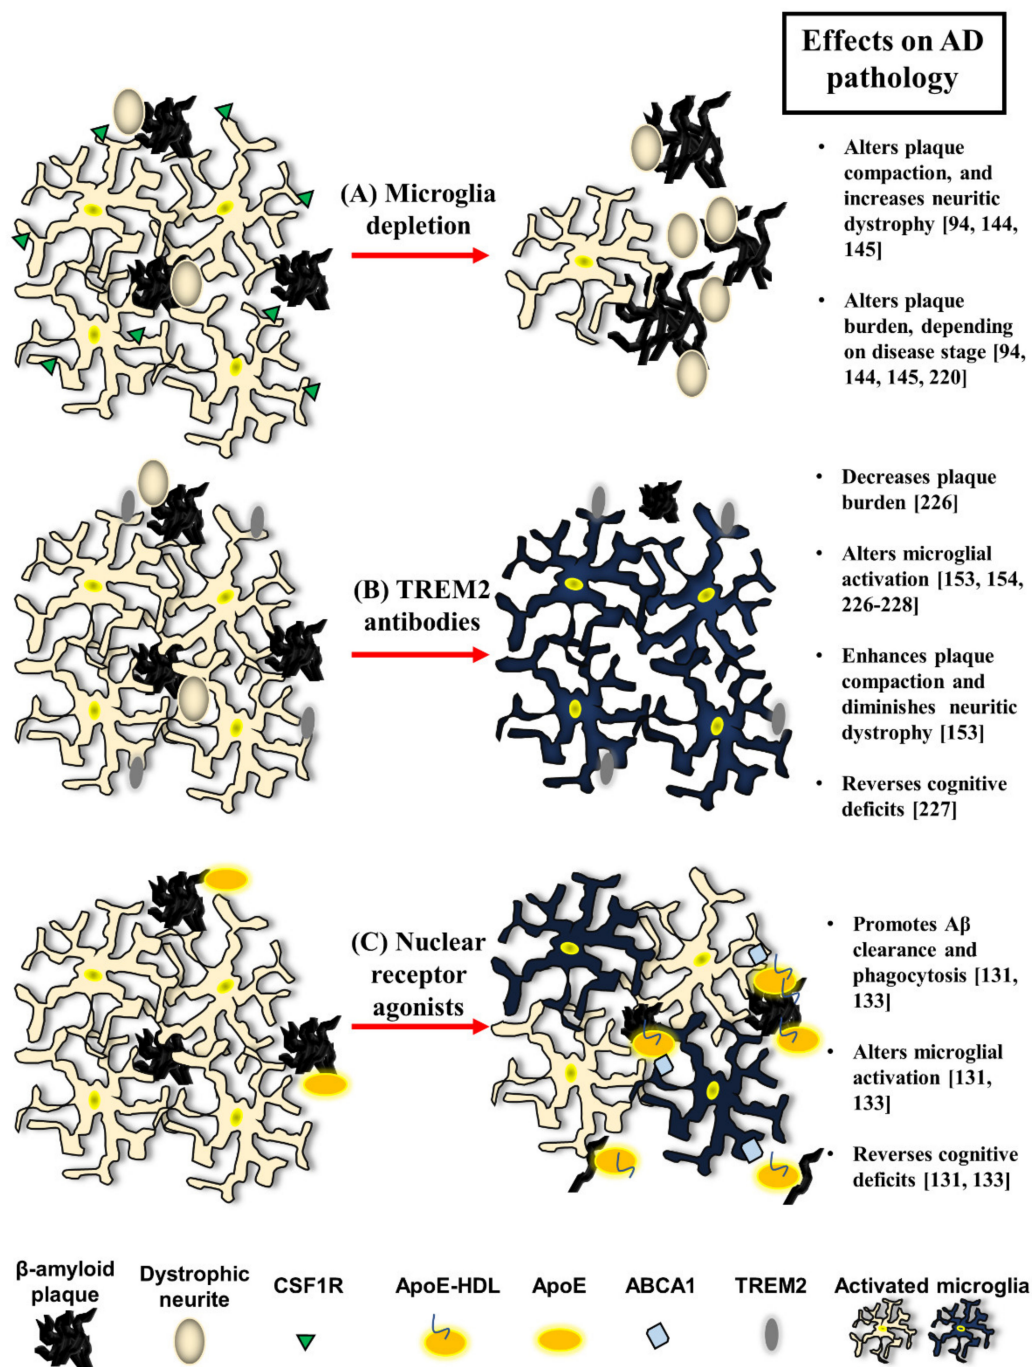 Effects on AD
pathology
(A) Microglia
depletion
• Alters plaque
compaction, and
increases neuritic
dystrophy [94, 144,
145]
• Alters plaque
burden, depending
on disease stage [94,
144, 145, 220]
(B) TREM2
antibodies
• Decreases plaque
burden [226]
• Alters microglial
activation [153, 154,
226-228]
• Enhances plaque
compaction and
diminishes neuritic
dystrophy [153]
• Reverses cognitive
deficits [227]
(C) Nuclear
receptor
agonists
• Promotes Aβ
clearance and
phagocytosis [131,
133]
• Alters microglial
activation [131,
133]
• Reverses cognitive
deficits [131, 133]
β-amyloid
plaque
Dystrophic
neurite
CSF1R
ApoE-HDL
ApoE
ABCA1
TREM2
Activated microglia